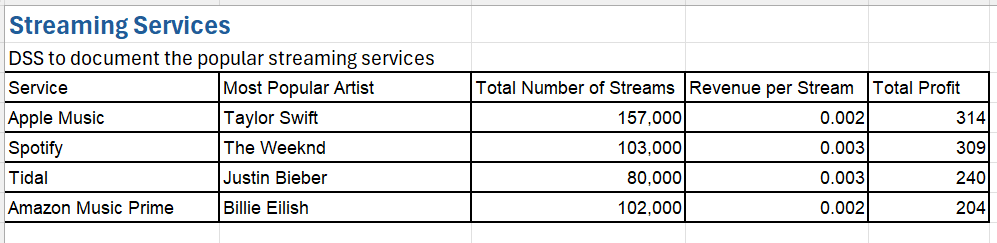 Streaming Services
DSS to document the popular streaming services
Service Most Popular Artist Total Number of Streams Revenue per Stream Total Profit
Apple Music Taylor Swift 157,000 0.002 314
Spotify The Weeknd 103,000 0.003 309
Tidal Justin Bieber 80,000 0.003 240
Amazon Music Prime Billie Eilish 102,000 0.002 204